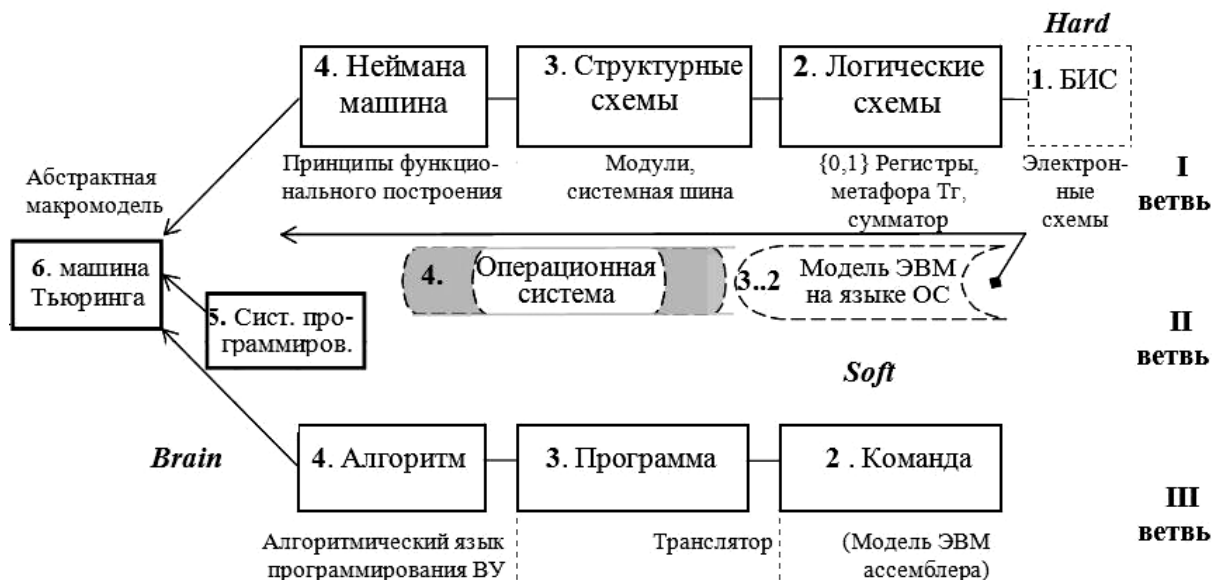 Hard
4. Неймана
машина
3. Структурные
схемы
2. Логические
схемы
1. БИС
Принципы функцио-
нального построения
Модули,
системная шина
{0,1} Регистры,
метафора Тг,
сумматор
Электрон-
ные
схемы
I
ветвь
Абстрактная
макромодель
6. машина
Тьюринга
5. Сист. про-
граммиров.
4. Операционная
система
3..2 Модель ЭВМ
на языке ОС
II
ветвь
Soft
Brain
4. Алгоритм
3. Программа
2 . Команда
III
ветвь
Алгоритмический язык
программирования ВУ
Транслятор
(Модель ЭВМ
ассемблера)